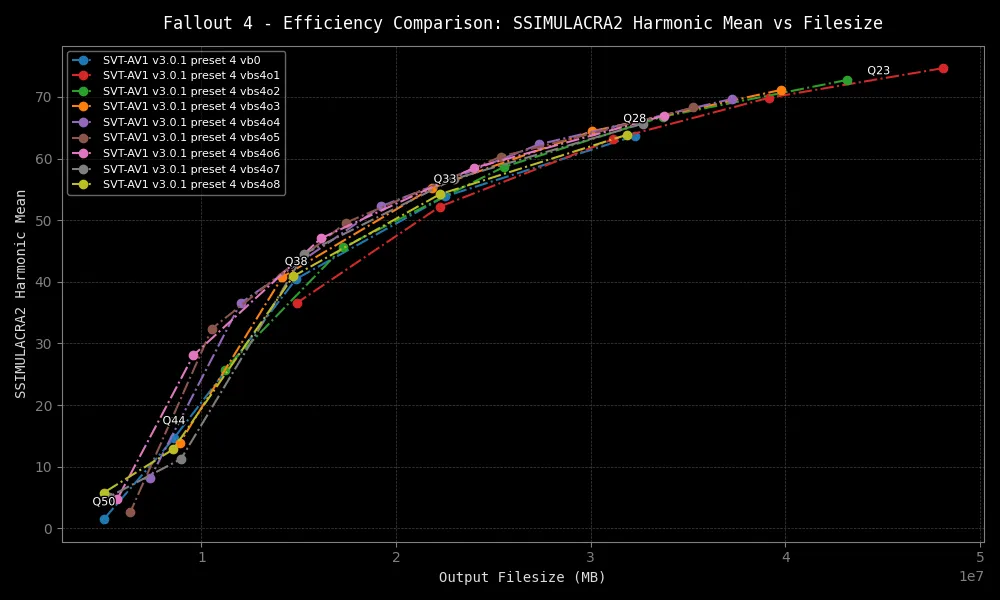 Fallout 4 - Efficiency Comparison: SSIMULACRA2 Harmonic Mean vs Filesize
SVT-AV1 v3.0.1 preset 4 vb0
SVT-AV1 v3.0.1 preset 4 vbs4o1
SVT-AV1 v3.0.1 preset 4 vbs4o2
SVT-AV1 v3.0.1 preset 4 vbs4o3
SVT-AV1 v3.0.1 preset 4 vbs4o4
SVT-AV1 v3.0.1 preset 4 vbs4o5
SVT-AV1 v3.0.1 preset 4 vbs4o6
SVT-AV1 v3.0.1 preset 4 vbs4o7
SVT-AV1 v3.0.1 preset 4 vbs4o8
SSIMULACRA2 Harmonic Mean
70
60
50
40
30
20
10
0
Q23
Q28
Q33
Q38
Q44
Q50
1
2
3
4
5
1e7
Output Filesize (MB)